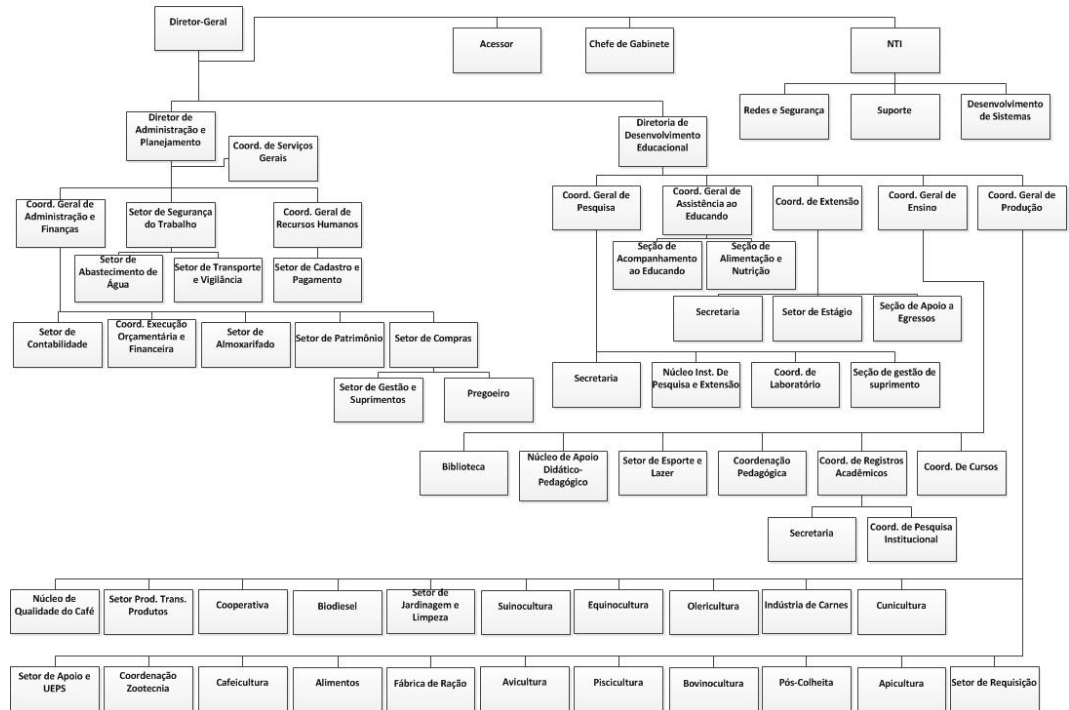 Diretor-Geral
Acessor
Chefe de Gabinete
NTI
Redes e Segurança
Suporte
Desenvolvimento
de Sistemas
Diretor de
Administração e
Planejamento
Coord. de Serviços
Gerais
Diretoria de
Desenvolvimento
Educacional
Coord. Geral de
Administração e
Finanças
Setor de Segurança
do Trabalho
Coord. Geral de
Recursos Humanos
Coord. Geral de
Pesquisa
Coord. Geral de
Assistência ao
Educando
Coord. de Extensão
Coord. Geral de
Ensino
Coord. Geral de
Produção
Setor de
Abastecimento de
Água
Setor de Transporte
e Vigilância
Setor de Cadastro e
Pagamento
Seção de
Acompanhamento
ao Educando
Seção de
Alimentação e
Nutrição
Secretaria
Setor de Estágio
Seção de Apoio a
Egressos
Setor de
Contabilidade
Coord. Execução
Orçamentária e
Financeira
Setor de
Almoxarifado
Setor de Patrimônio
Setor de Compras
Setor de Gestão e
Suprimentos
Pregoeiro
Secretaria
Núcleo Inst. De
Pesquisa e Extensão
Coord. de
Laboratório
Seção de gestão de
suprimento
Biblioteca
Núcleo de Apoio
Didático-
Pedagógico
Setor de Esporte e
Lazer
Coordenação
Pedagógica
Coord. de Registros
Acadêmicos
Coord. De Cursos
Secretaria
Coord. de Pesquisa
Institucional
Núcleo de
Qualidade do Café
Setor Prod. Trans.
Produtos
Cooperativa
Biodiesel
Setor de
Jardinagem e
Limpeza
Suinocultura
Equinocultura
Olericultura
Indústria de Carnes
Cunicultura
Setor de Apoio e
UEPS
Coordenação
Zootecnia
Cafeicultura
Alimentos
Fábrica de Ração
Avicultura
Piscicultura
Bovinocultura
Pós-Colheita
Apicultura
Setor de Requisição